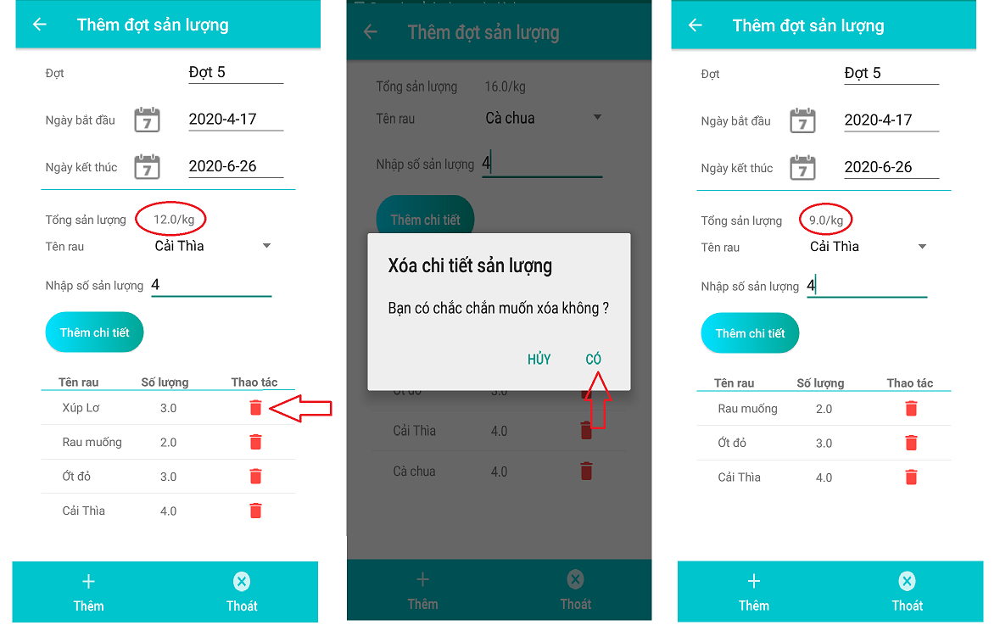 Thêm đợt sản lượng
Đợt Đợt 5
Ngày bắt đầu 7 2020-4-17
Ngày kết thúc 7 2020-6-26
Tổng sản lượng 12.0/kg
Tên rau Cải Thìa
Nhập số sản lượng 4
Thêm chi tiết
Tên rau Số lượng Thao tác
Xúp Lơ 3.0
Rau muống 2.0
Ớt đỏ 3.0
Cải Thìa 4.0
Thêm Thoát
Thêm đợt sản lượng
Tổng sản lượng 16.0/kg
Tên rau Cà chua
Nhập số sản lượng 4
Thêm chi tiết
Xóa chi tiết sản lượng
Bạn có chắc chắn muốn xóa không ?
HỦY CÓ
Ớt đỏ 3.0
Cải Thìa 4.0
Cà chua 4.0
Thêm Thoát
Thêm đợt sản lượng
Đợt Đợt 5
Ngày bắt đầu 7 2020-4-17
Ngày kết thúc 7 2020-6-26
Tổng sản lượng 9.0/kg
Tên rau Cải Thìa
Nhập số sản lượng 4
Thêm chi tiết
Tên rau Số lượng Thao tác
Rau muống 2.0
Ớt đỏ 3.0
Cải Thìa 4.0
Thêm Thoát